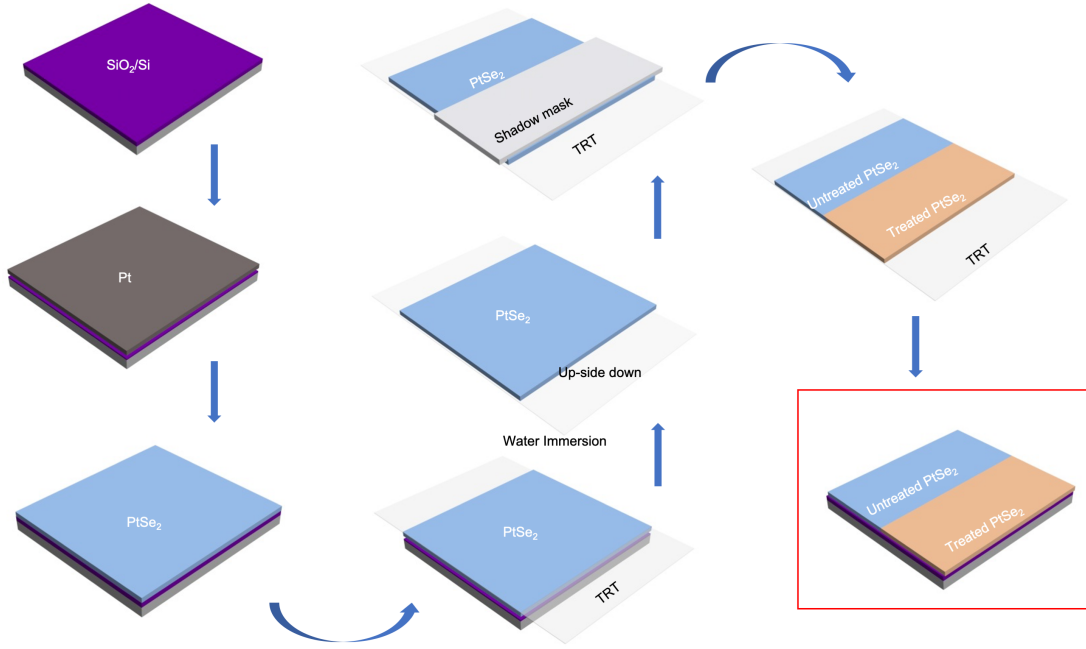 SiO₂/Si
Pt
PtSe₂
PtSe₂
TRT
Water Immersion
PtSe₂
Up-side down
PtSe₂
Shadow mask
TRT
Untreated PtSe₂
Treated PtSe₂
TRT
Untreated PtSe₂
Treated PtSe₂